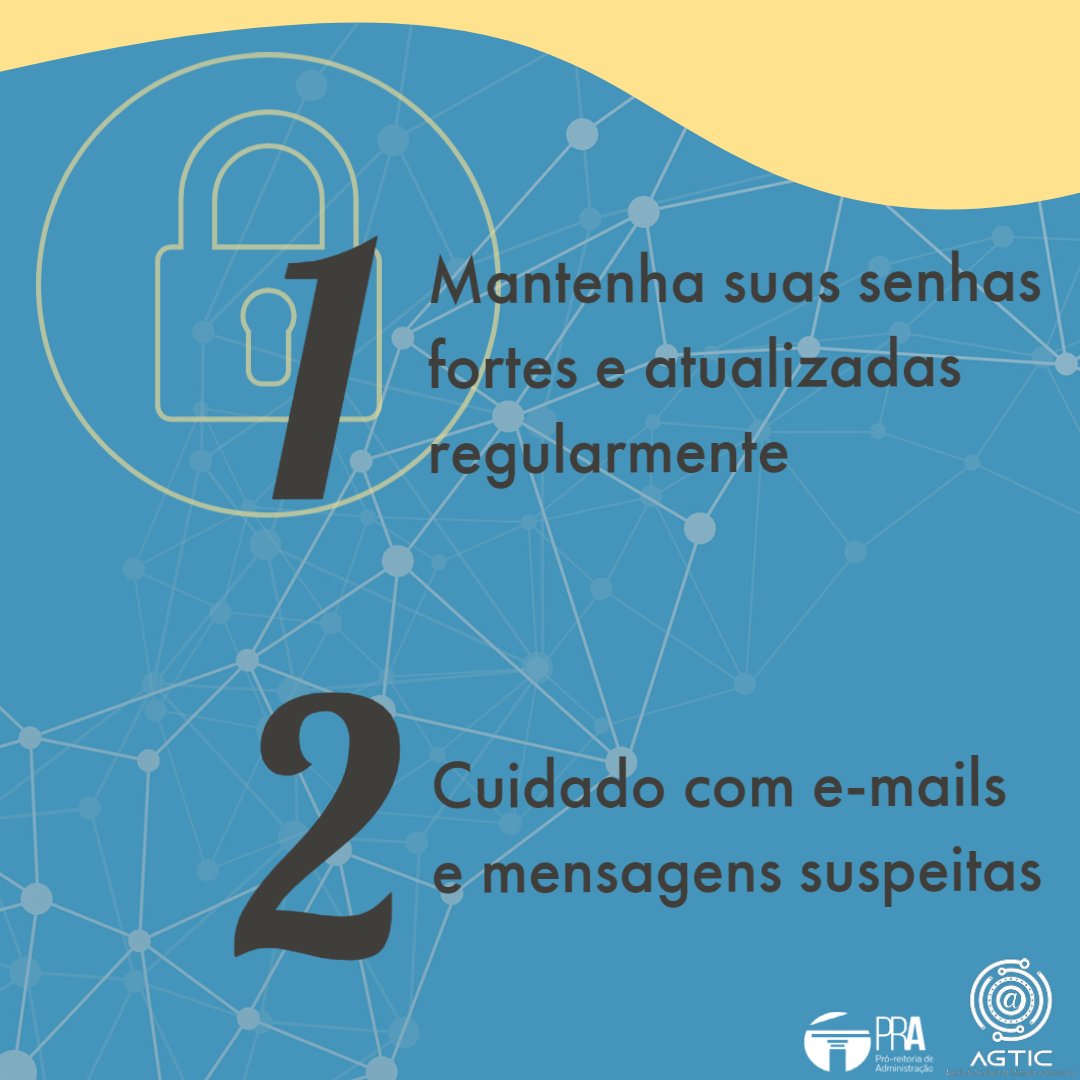 1
Mantenha suas senhas
fortes e atualizadas
regularmente
2
Cuidado com e-mails
e mensagens suspeitas
PRA
Pró-reitoria de
Administração
@
AGTIC